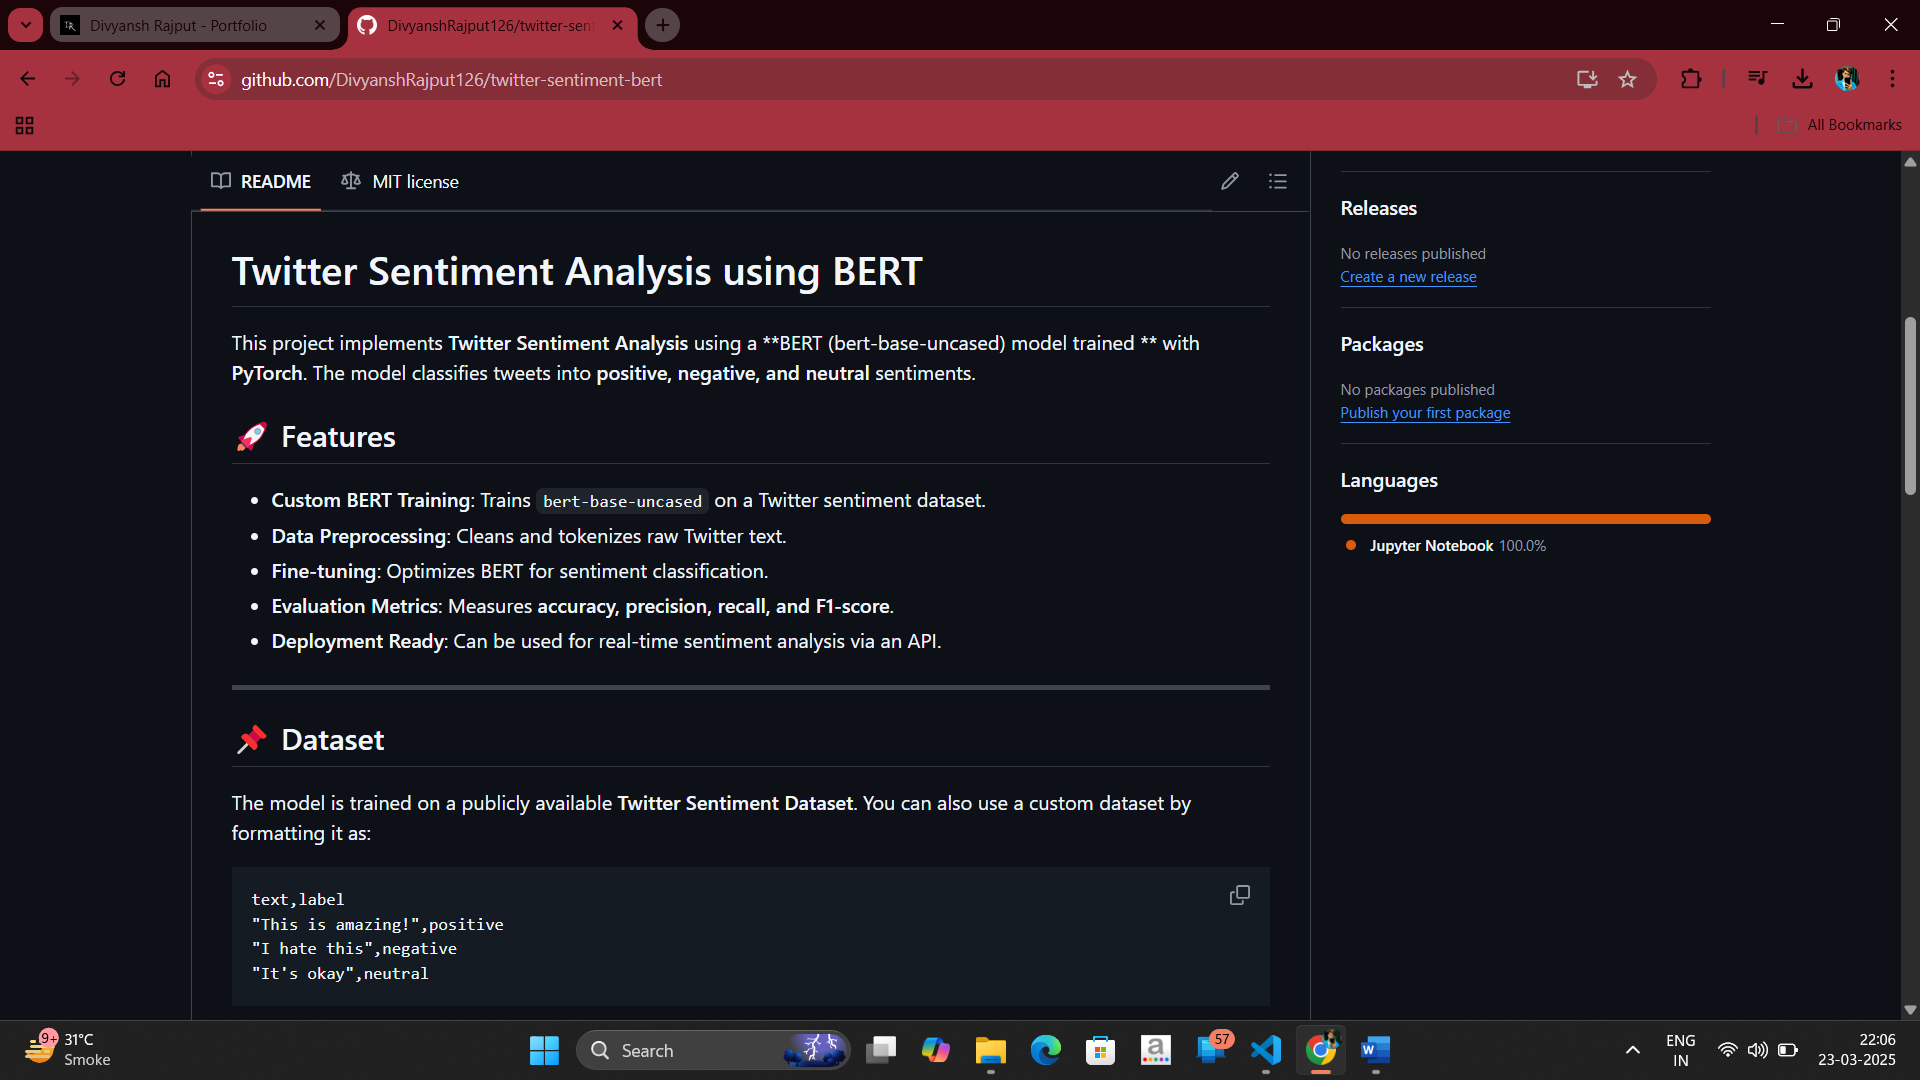 Divyansh Rajput - Portfolio
DivyanshRajput126/twitter-sent
github.com/DivyanshRajput126/twitter-sentiment-bert
All Bookmarks
README
MIT license
Twitter Sentiment Analysis using BERT
This project implements Twitter Sentiment Analysis using a **BERT (bert-base-uncased) model trained ** with
PyTorch. The model classifies tweets into positive, negative, and neutral sentiments.
🚀 Features
• Custom BERT Training: Trains bert-base-uncased on a Twitter sentiment dataset.
• Data Preprocessing: Cleans and tokenizes raw Twitter text.
• Fine-tuning: Optimizes BERT for sentiment classification.
• Evaluation Metrics: Measures accuracy, precision, recall, and F1-score.
• Deployment Ready: Can be used for real-time sentiment analysis via an API.
📌 Dataset
The model is trained on a publicly available Twitter Sentiment Dataset. You can also use a custom dataset by
formatting it as:
text,label
"This is amazing!",positive
"I hate this",negative
"It's okay",neutral
Releases
No releases published
Create a new release
Packages
No packages published
Publish your first package
Languages
Jupyter Notebook 100.0%
9+
31°C
Smoke
Search
57
ENG
IN
22:06
23-03-2025